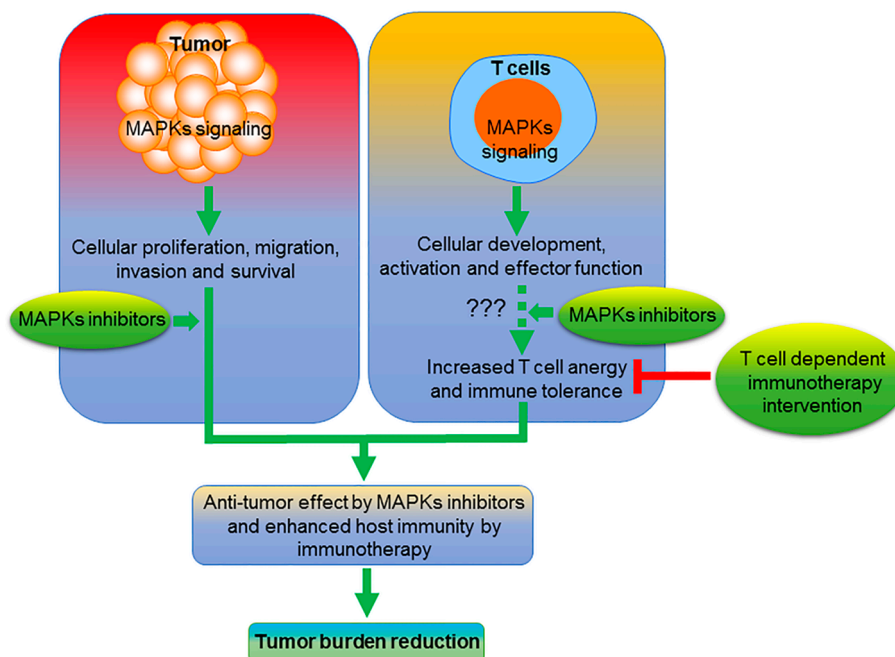 Tumor
MAPKs signaling
Cellular proliferation, migration,
invasion and survival
MAPKs inhibitors
T cells
MAPKs
signaling
Cellular development,
activation and effector function
???
MAPKs inhibitors
Increased T cell anergy
and immune tolerance
T cell dependent
immunotherapy
intervention
Anti-tumor effect by MAPKs inhibitors
and enhanced host immunity by
immunotherapy
Tumor burden reduction